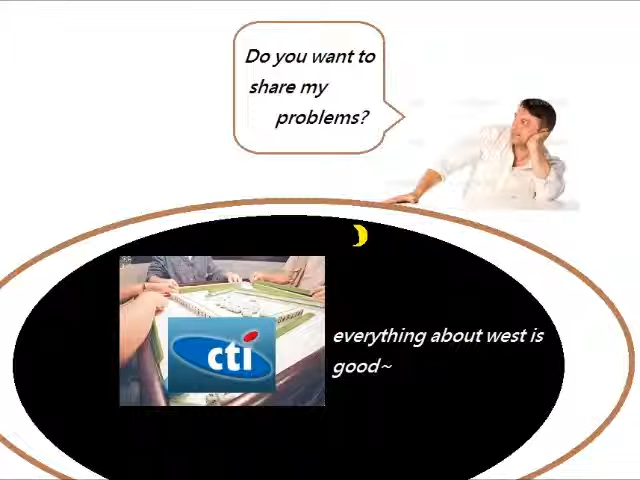 Do you want to
share my
problems?
cti
everything about west is
good~